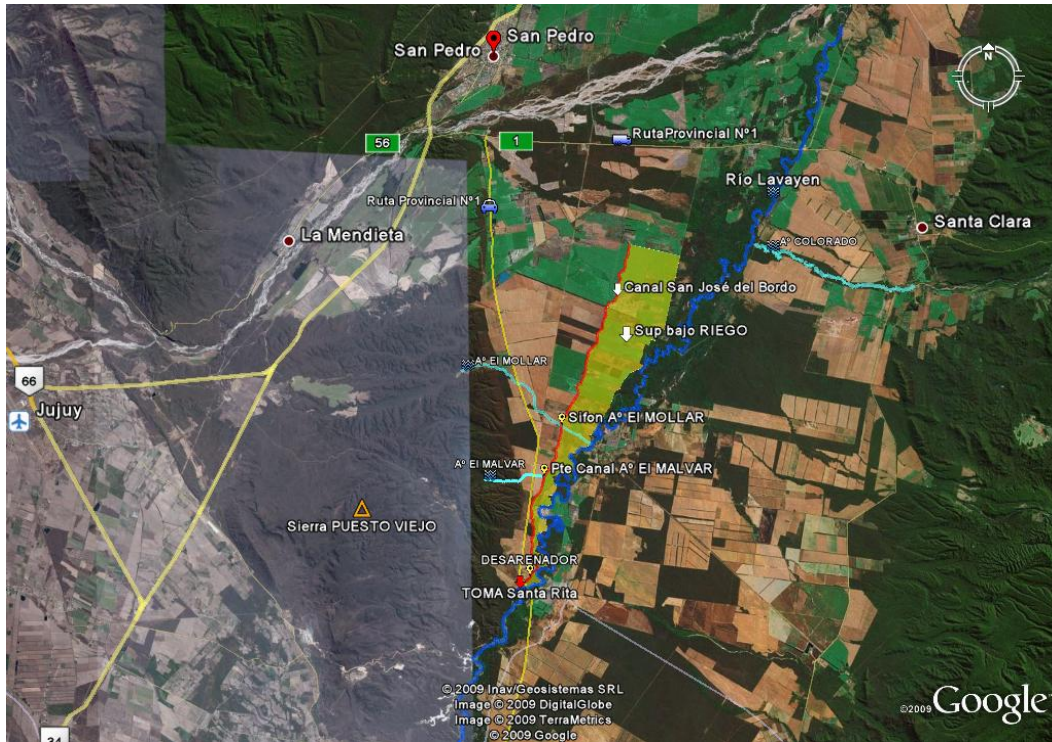 San Pedro
San Pedro
N
56
1
RutaProvincial Nº1
Río Lavayen
Ruta Provincial Nº1
La Mendieta
Santa Clara
Aº COLORADO
Canal San José del Bordo
Sup bajo RIEGO
Aº El MOLLAR
66
Jujuy
Sifon Aº El MOLLAR
Aº El MALVAR
Pte Canal Aº El MALVAR
Sierra PUESTO VIEJO
DESARENADOR
TOMA Santa Rita
© 2009 Inav/Geosistemas SRL
Image © 2009 DigitalGlobe
Image © 2009 TerraMetrics
© 2009 Google
©2009 Google
34